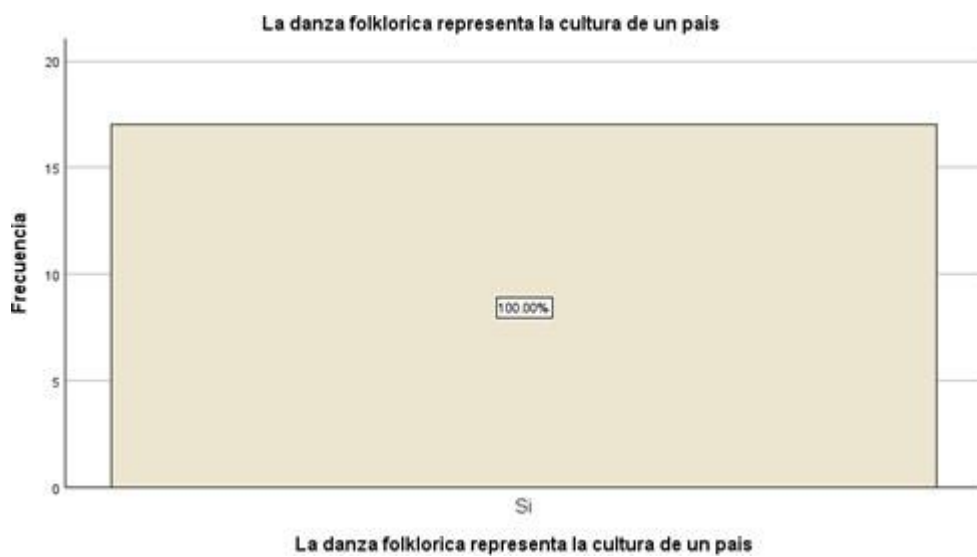 La danza folklorica representa la cultura de un pais
20
15
10
5
0
Frecuencia
100.00%
Si
La danza folklorica representa la cultura de un pais